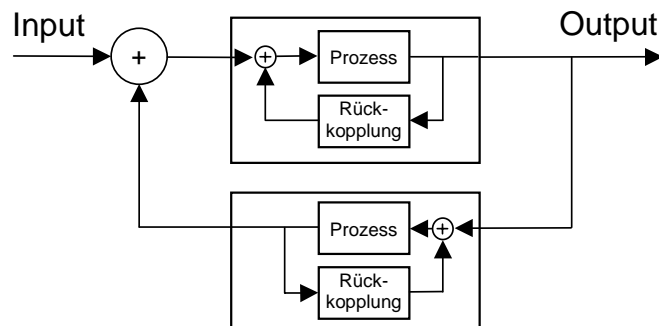 Input
Output
+
+
Prozess
Rück-
kopplung
Prozess
+
Rück-
kopplung